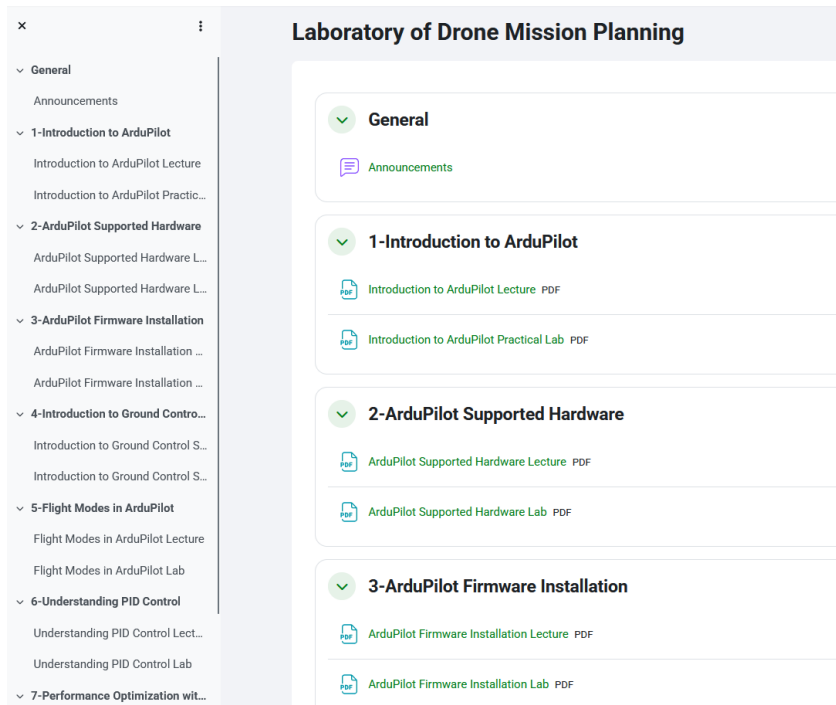 General
Announcements
1-Introduction to ArduPilot
Introduction to ArduPilot Lecture
Introduction to ArduPilot Practic...
2-ArduPilot Supported Hardware
ArduPilot Supported Hardware L...
ArduPilot Supported Hardware L...
3-ArduPilot Firmware Installation
ArduPilot Firmware Installation ...
ArduPilot Firmware Installation ...
4-Introduction to Ground Contro...
Introduction to Ground Control S...
Introduction to Ground Control S...
5-Flight Modes in ArduPilot
Flight Modes in ArduPilot Lecture
Flight Modes in ArduPilot Lab
6-Understanding PID Control
Understanding PID Control Lect...
Understanding PID Control Lab
7-Performance Optimization wit...
Laboratory of Drone Mission Planning
General
Announcements
1-Introduction to ArduPilot
PDF Introduction to ArduPilot Lecture PDF
PDF Introduction to ArduPilot Practical Lab PDF
2-ArduPilot Supported Hardware
PDF ArduPilot Supported Hardware Lecture PDF
PDF ArduPilot Supported Hardware Lab PDF
3-ArduPilot Firmware Installation
PDF ArduPilot Firmware Installation Lecture PDF
PDF ArduPilot Firmware Installation Lab PDF